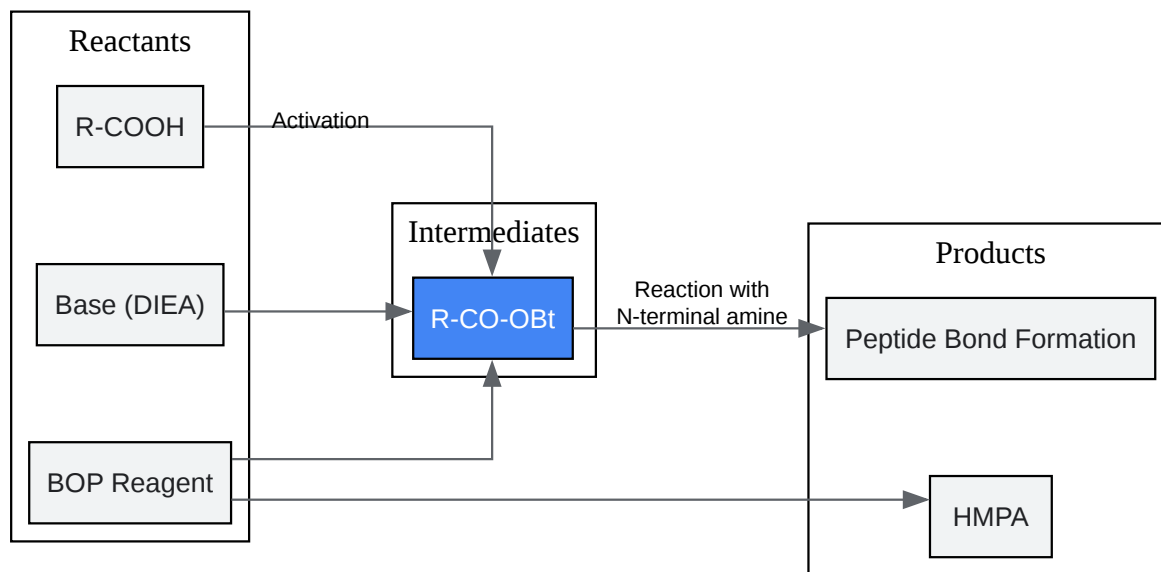 Reactants
R-COOH
Activation
Base (DIEA)
BOP Reagent
Intermediates
R-CO-OBt
Reaction with
N-terminal amine
Products
Peptide Bond Formation
HMPA